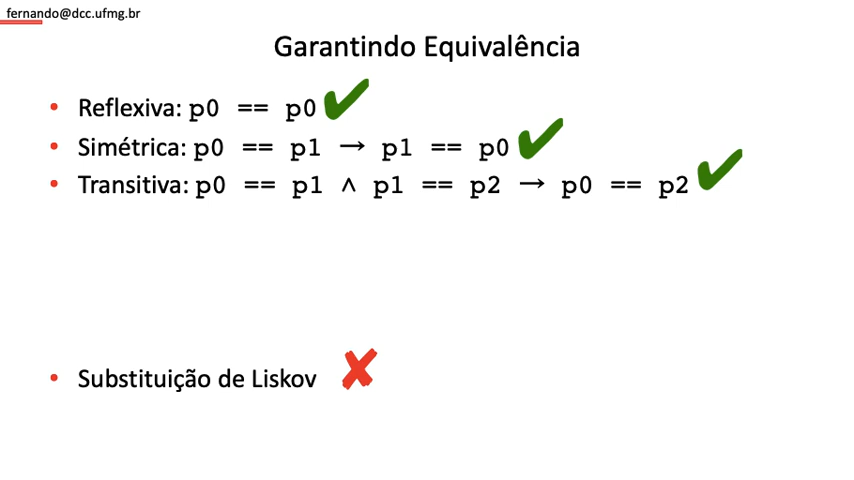 fernando@dcc.ufmg.br
Garantindo Equivalência
• Reflexiva: p0 == p0 ✔
• Simétrica: p0 == p1 → p1 == p0 ✔
• Transitiva: p0 == p1 ∧ p1 == p2 → p0 == p2 ✔
• Substituição de Liskov ✘